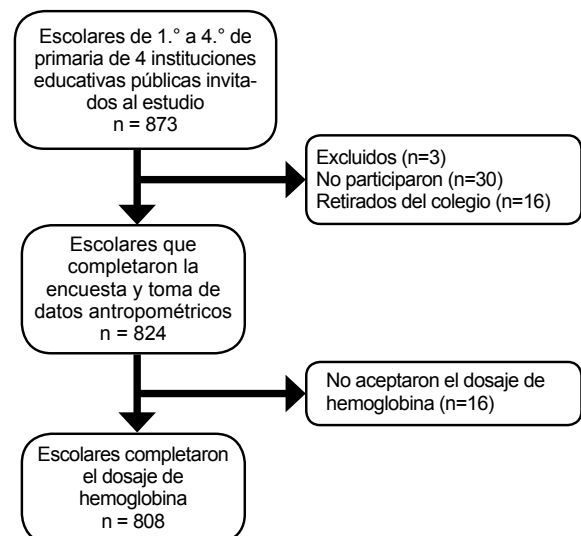 Escolares de 1.° a 4.° de
primaria de 4 instituciones
educativas públicas invita-
dos al estudio
n = 873
Excluidos (n=3)
No participaron (n=30)
Retirados del colegio (n=16)
Escolares que
completaron la
encuesta y toma de
datos antropométricos
n = 824
No aceptaron el dosaje de
hemoglobina (n=16)
Escolares completaron
el dosaje de
hemoglobina
n = 808